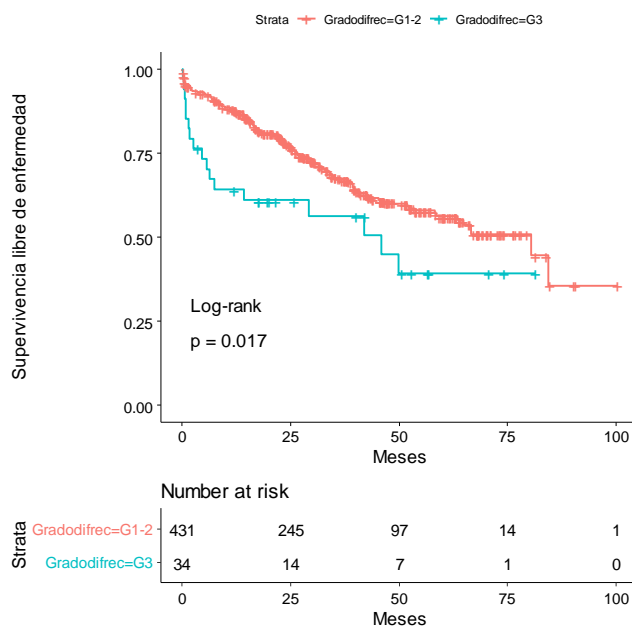 Strata Gradodifrec=G1-2 Gradodifrec=G3
Supervivencia libre de enfermedad
1.00
0.75
0.50
0.25
0.00
Log-rank
p = 0.017
0 25 50 75 100
Meses
Number at risk
Strata
Gradodifrec=G1-2 431 245 97 14 1
Gradodifrec=G3 34 14 7 1 0
0 25 50 75 100
Meses